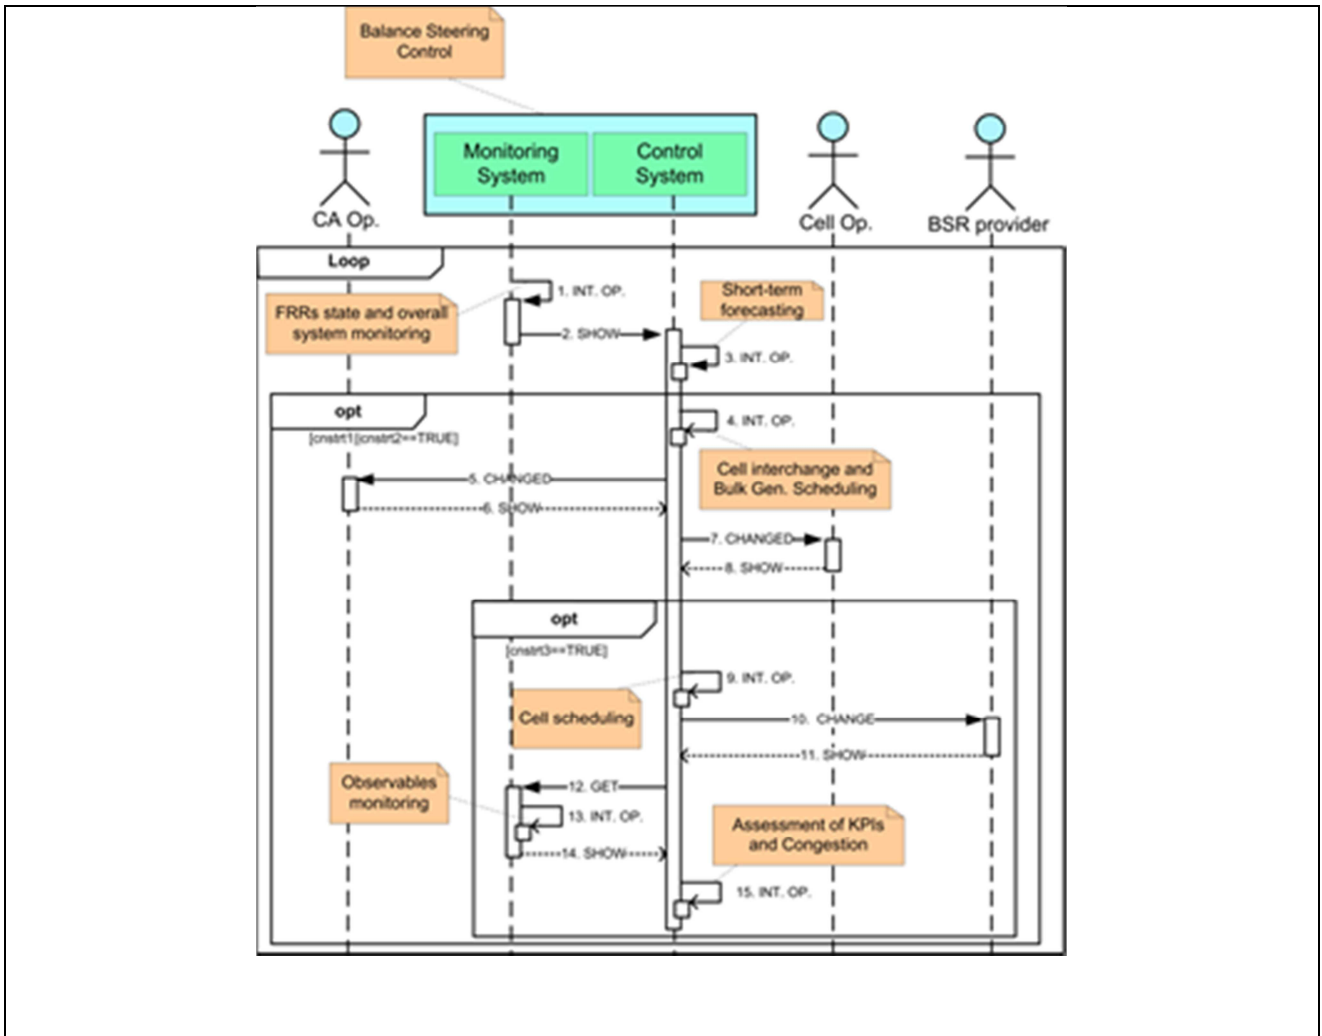 Balance Steering
Control
Monitoring
System
Control
System
CA Op.
Cell Op.
BSR provider
Loop
1. INT. OP.
Short-term
forecasting
FRRs state and overall
system monitoring
2. SHOW
3. INT. OP.
opt
[cnstrt1||cnstrt2==TRUE]
4. INT. OP.
Cell interchange and
Bulk Gen. Scheduling
5. CHANGED
6. SHOW
7. CHANGED
8. SHOW
opt
[cnstrt3==TRUE]
9. INT. OP.
Cell scheduling
10. CHANGE
11. SHOW
Observables
monitoring
12. GET
13. INT. OP.
Assessment of KPIs
and Congestion
14. SHOW
15. INT. OP.